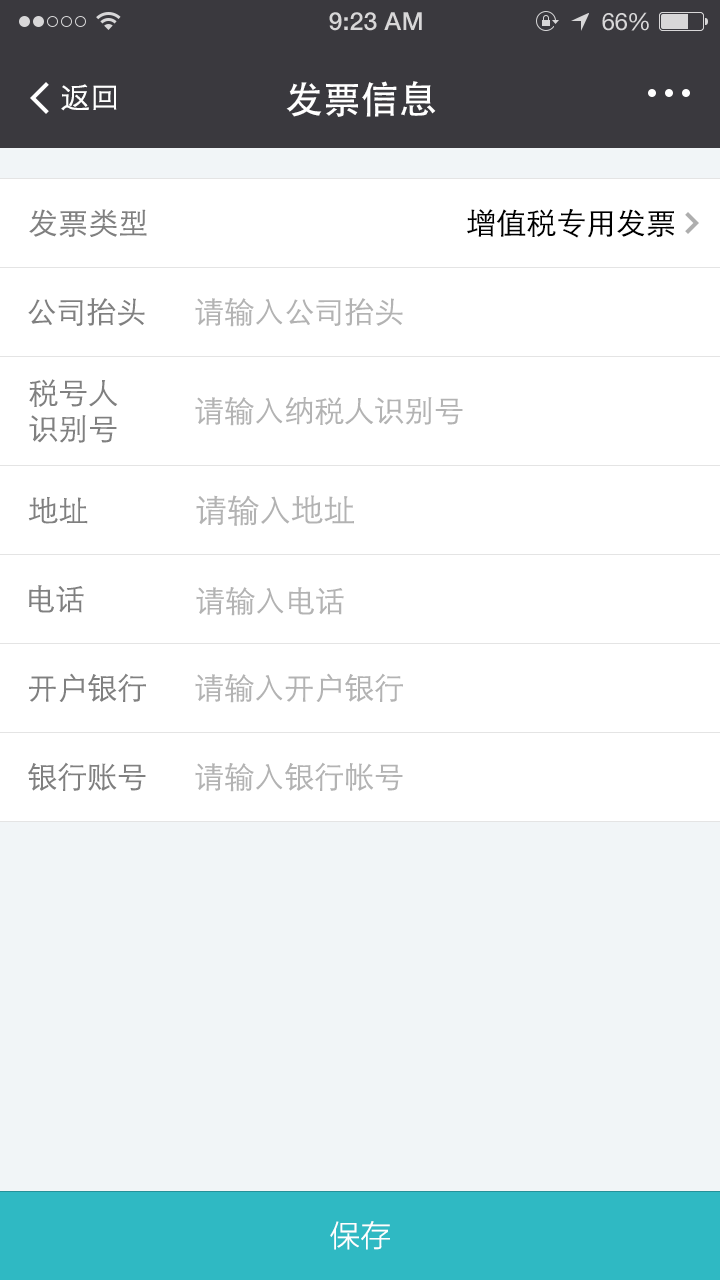 9:23 AM
66%
返回
发票信息
发票类型
增值税专用发票
公司抬头
请输入公司抬头
税号人
识别号
请输入纳税人识别号
地址
请输入地址
电话
请输入电话
开户银行
请输入开户银行
银行账号
请输入银行帐号
保存